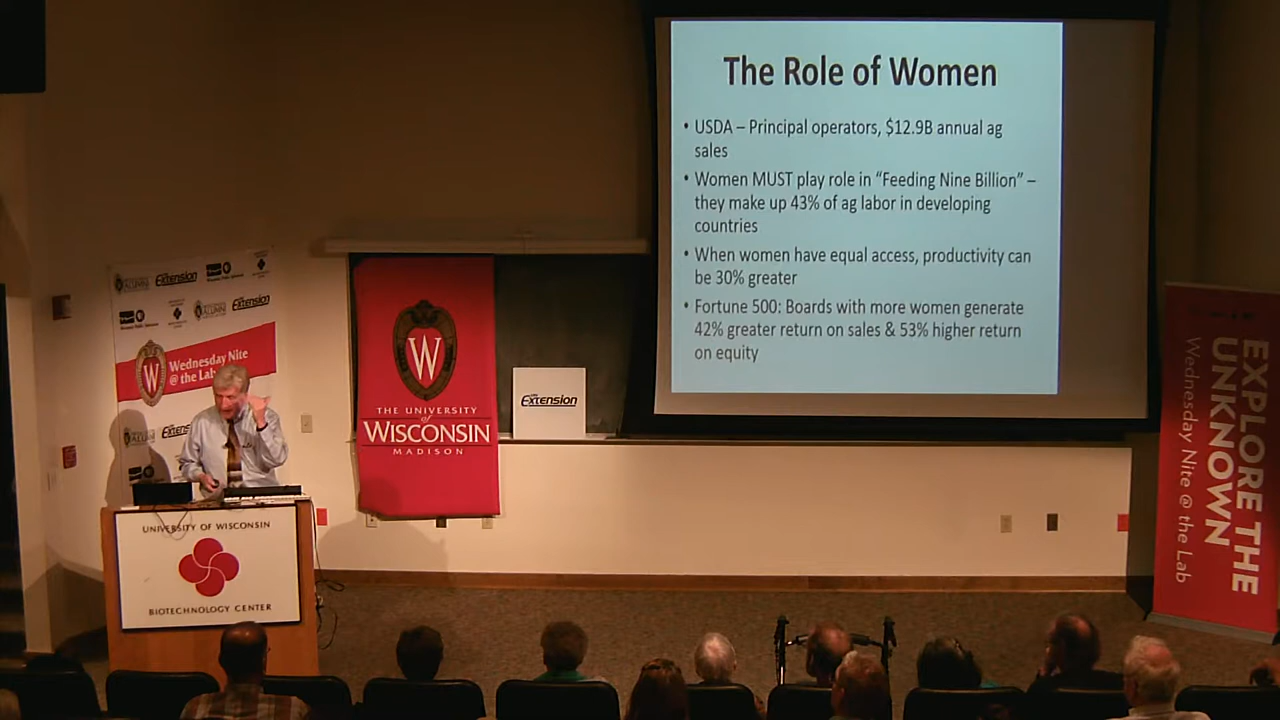 The Role of Women
• USDA – Principal operators, $12.9B annual ag
sales
• Women MUST play role in “Feeding Nine Billion” –
they make up 43% of ag labor in developing
countries
• When women have equal access, productivity can
be 30% greater
• Fortune 500: Boards with more women generate
42% greater return on sales & 53% higher return
on equity
Extension
Extension
Wednesday Nite
@ the Lab
W
THE UNIVERSITY
of
WISCONSIN
MADISON
Extension
UNIVERSITY OF WISCONSIN
BIOTECHNOLOGY CENTER
EXPLORE THE
UNKNOWN
Wednesday Nite @ the Lab